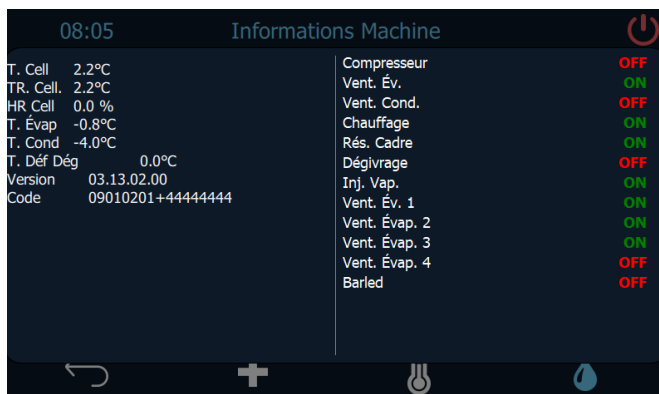 08:05 Informations Machine
T. Cell 2.2°C
TR. Cell. 2.2°C
HR Cell 0.0 %
T. Évap -0.8°C
T. Cond -4.0°C
T. Déf Dég 0.0°C
Version 03.13.02.00
Code 09010201+44444444
Compresseur OFF
Vent. Év. ON
Vent. Cond. OFF
Chauffage ON
Rés. Cadre ON
Dégivrage OFF
Inj. Vap. ON
Vent. Év. 1 ON
Vent. Évap. 2 ON
Vent. Évap. 3 ON
Vent. Évap. 4 OFF
Barled OFF